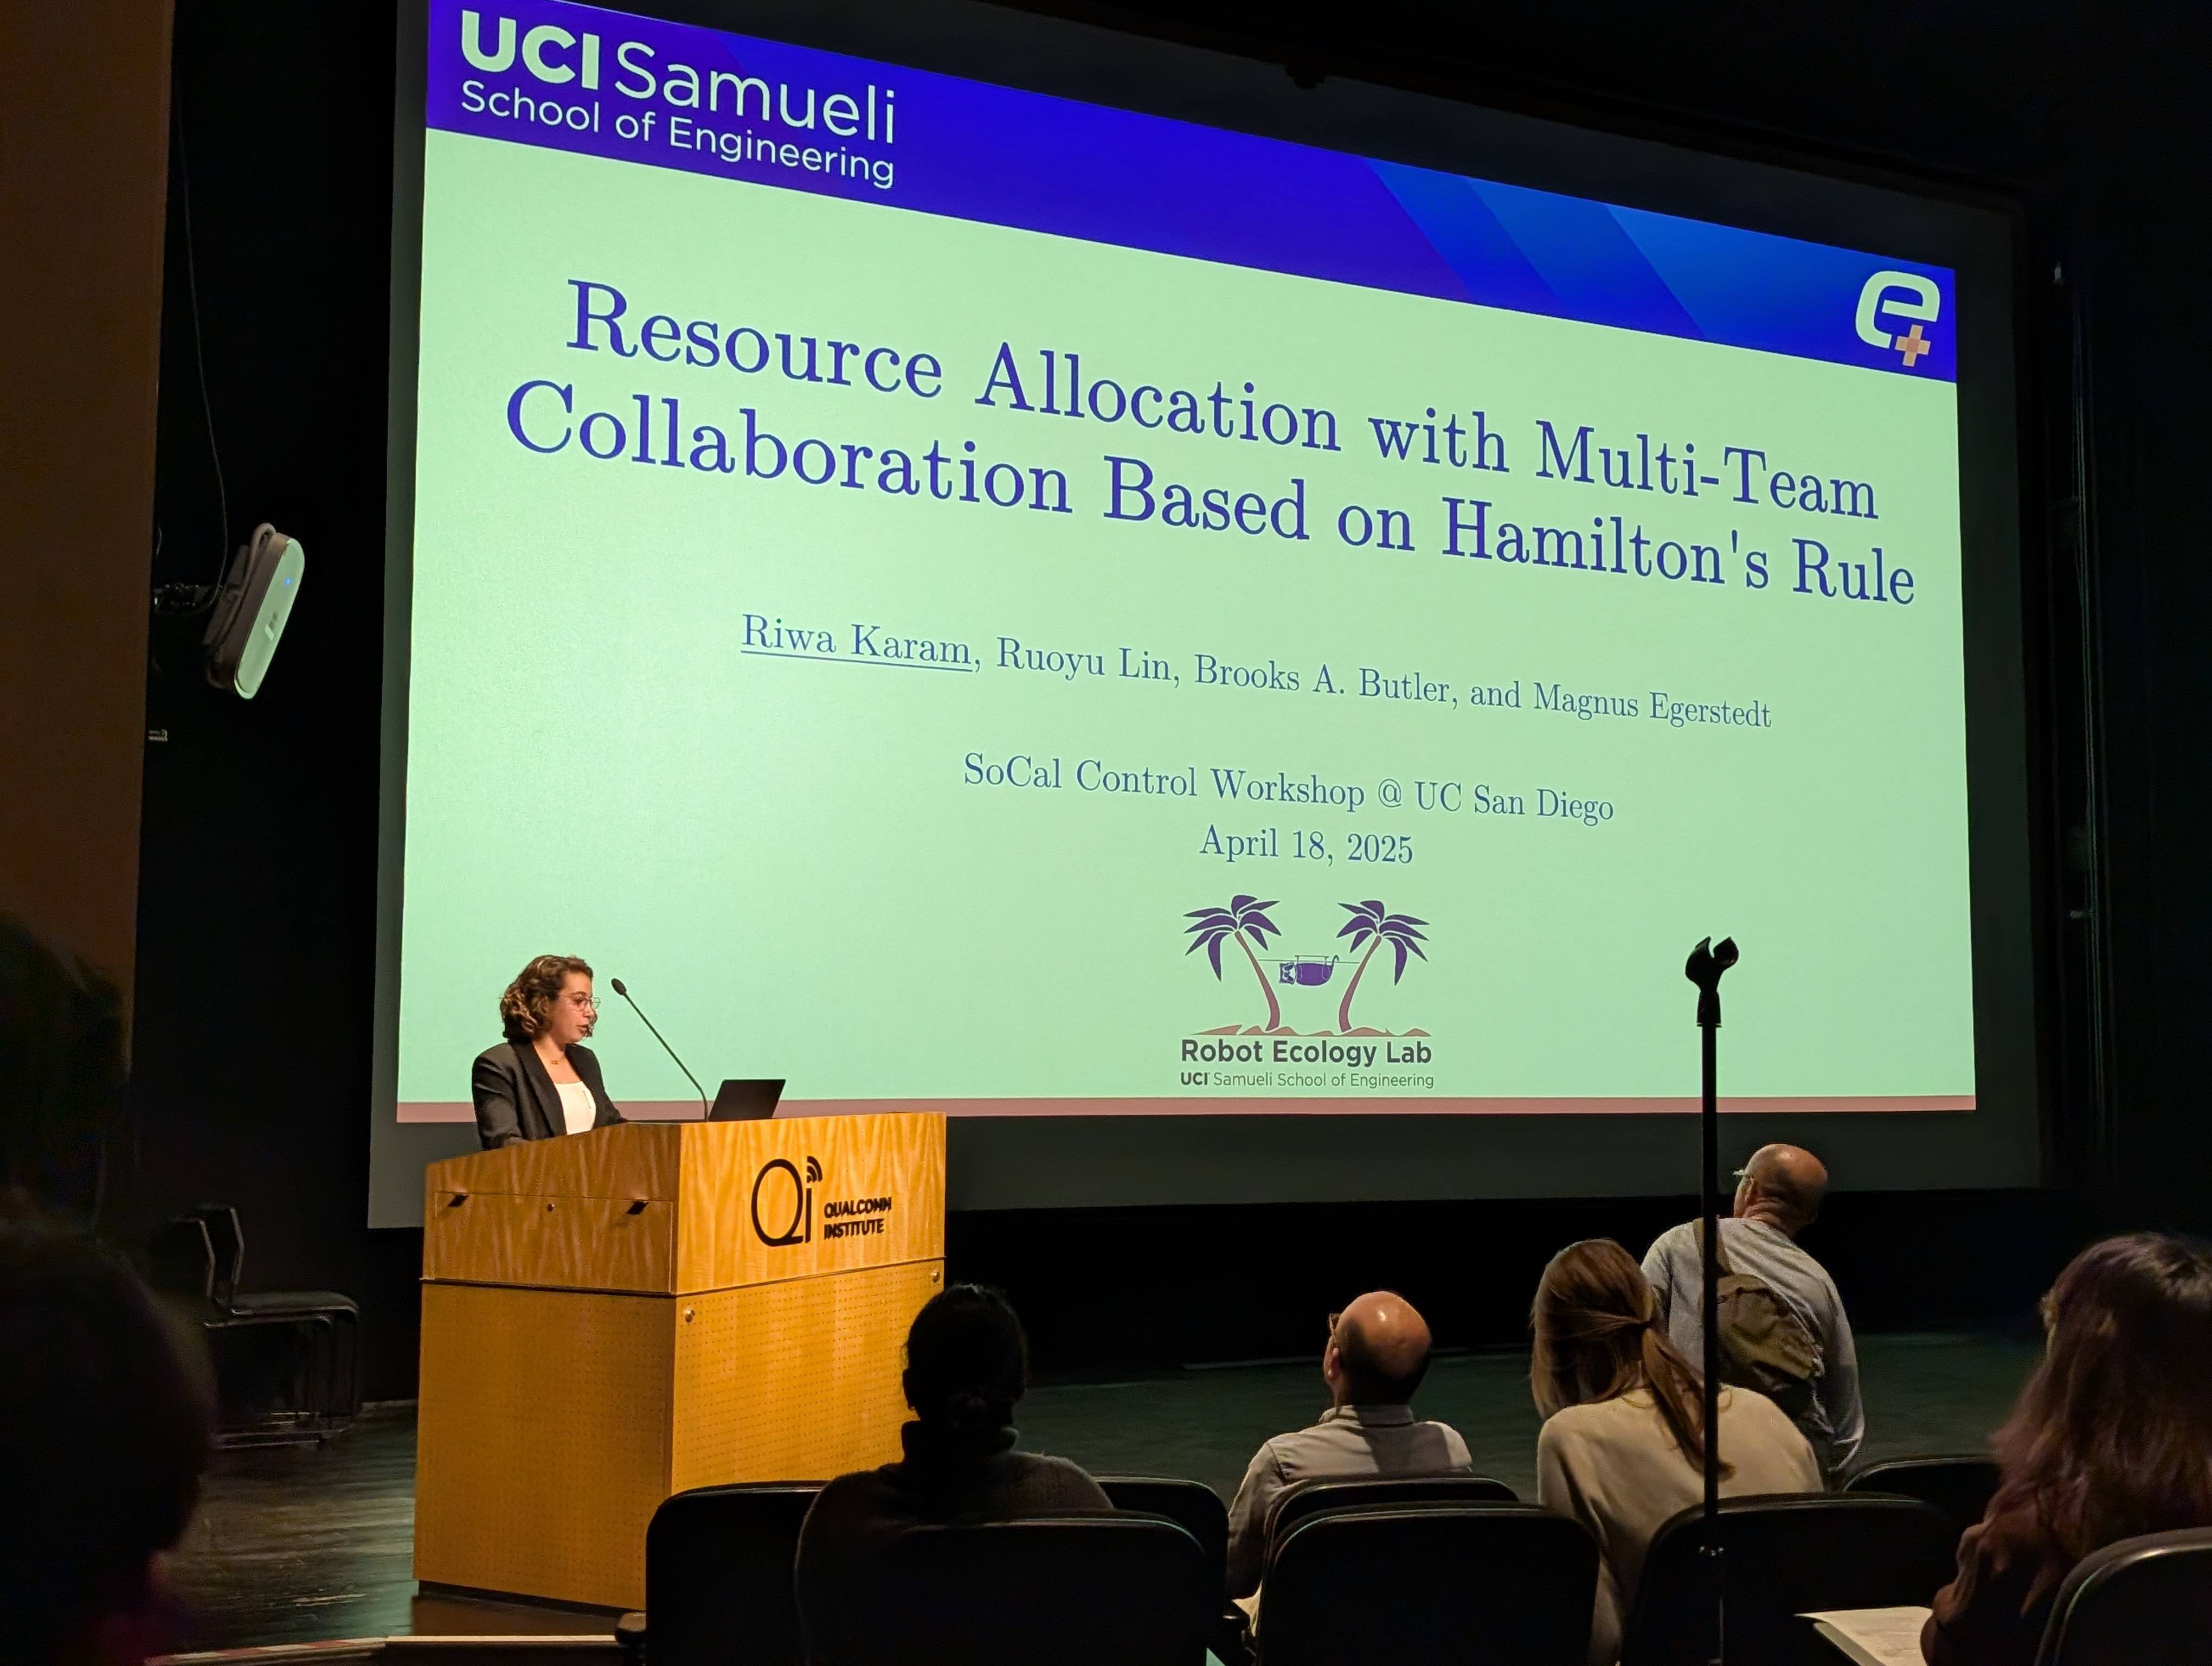 UCI Samueli
School of Engineering
Resource Allocation with Multi-Team
Collaboration Based on Hamilton's Rule
Riwa Karam, Ruoyu Lin, Brooks A. Butler, and Magnus Egerstedt
SoCal Control Workshop @ UC San Diego
April 18, 2025
Robot Ecology Lab
UCI Samueli School of Engineering
Qi QUALCOMM
INSTITUTE